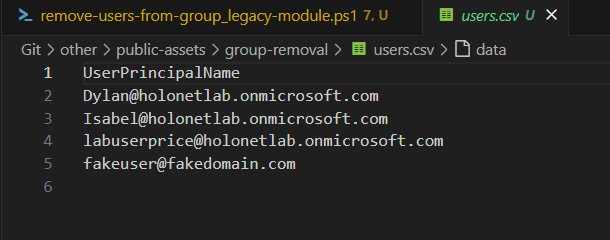 remove-users-from-group_legacy-module.ps1 7, U
users.csv U
Git > other > public-assets > group-removal > users.csv > data
1 UserPrincipalName
2 Dylan@holonetlab.onmicrosoft.com
3 Isabel@holonetlab.onmicrosoft.com
4 labuserprice@holonetlab.onmicrosoft.com
5 fakeuser@fakedomain.com
6